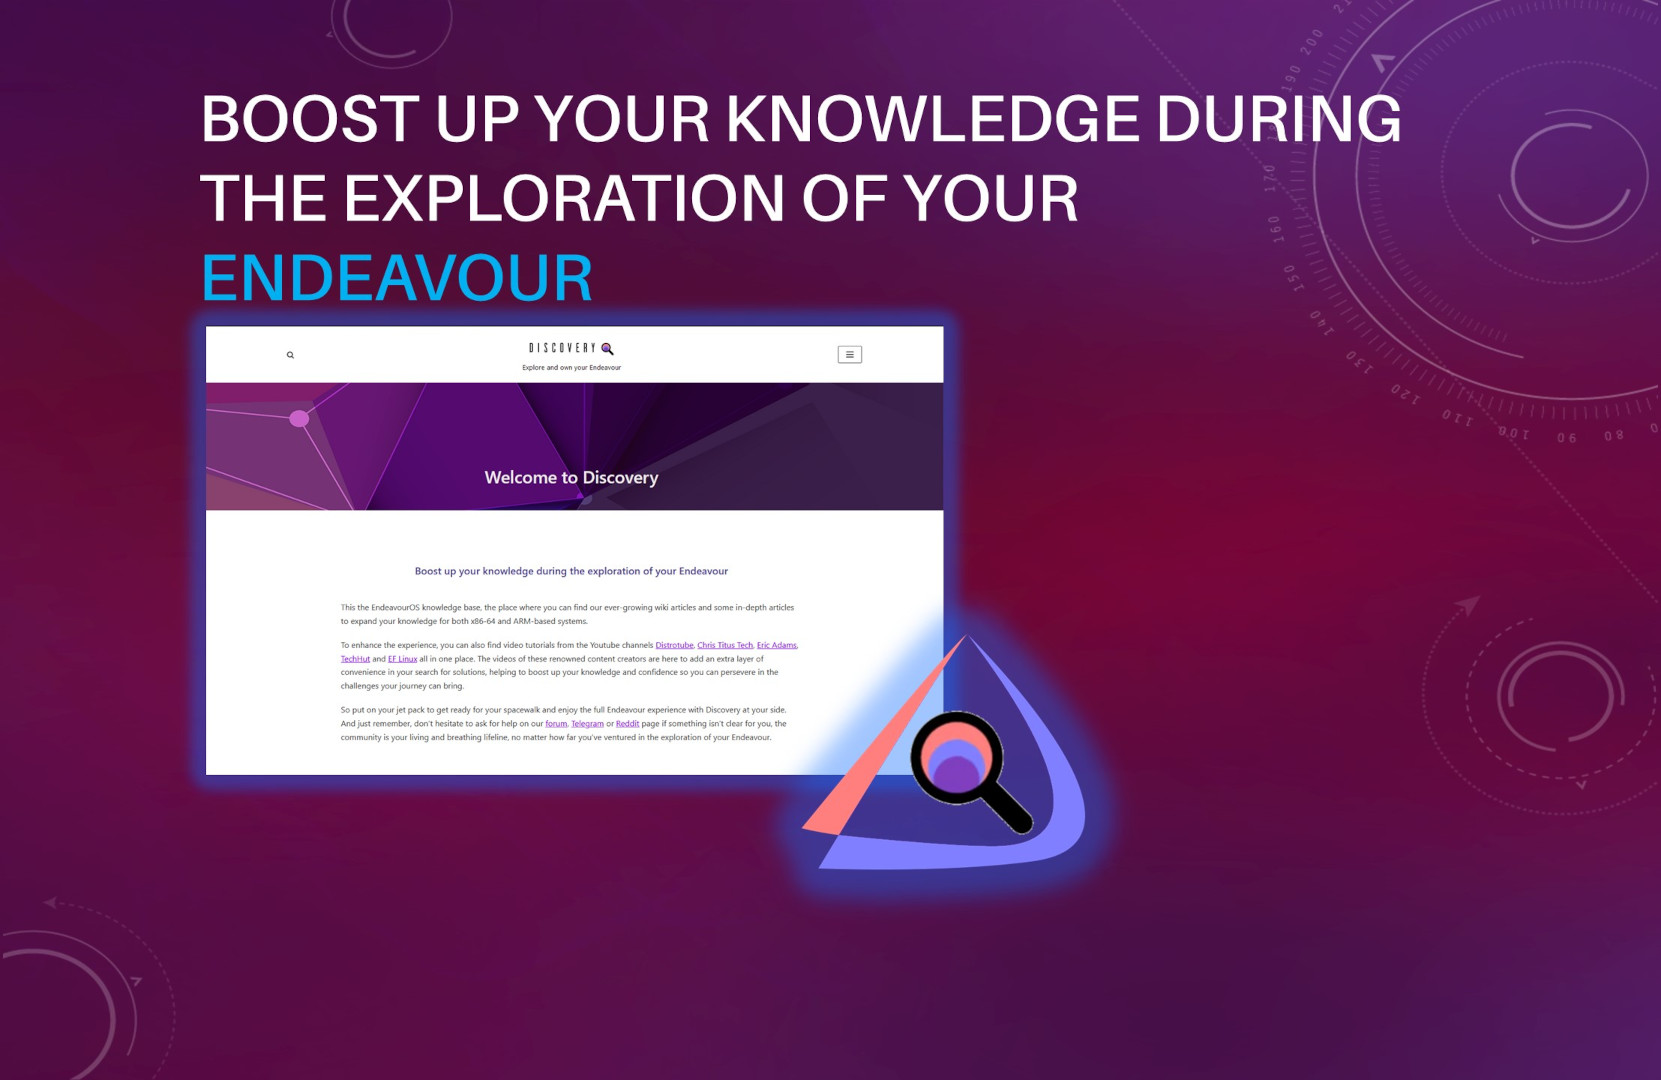 BOOST UP YOUR KNOWLEDGE DURING
THE EXPLORATION OF YOUR
ENDEAVOUR
DISCOVERY
Explore and own your Endeavour
Welcome to Discovery
Boost up your knowledge during the exploration of your Endeavour
This the EndeavourOS knowledge base, the place where you can find our ever-growing wiki articles and some in-depth articles
to expand your knowledge for both x86-64 and ARM-based systems.
To enhance the experience, you can also find video tutorials from the Youtube channels Distrotube, Chris Titus Tech, Eric Adams,
TechHut and EF Linux all in one place. The videos of these renowned content creators are here to add an extra layer of
convenience in your search for solutions, helping to boost up your knowledge and confidence so you can persevere in the
challenges your journey can bring.
So put on your jet pack to get ready for your spacewalk and enjoy the full Endeavour experience with Discovery at your side.
And just remember, don't hesitate to ask for help on our forum, Telegram or Reddit page if something isn't clear for you, the
community is your living and breathing lifeline, no matter how far you've ventured in the exploration of your Endeavour.
200
190
170
160
150
140
130
120
110
100
90
80